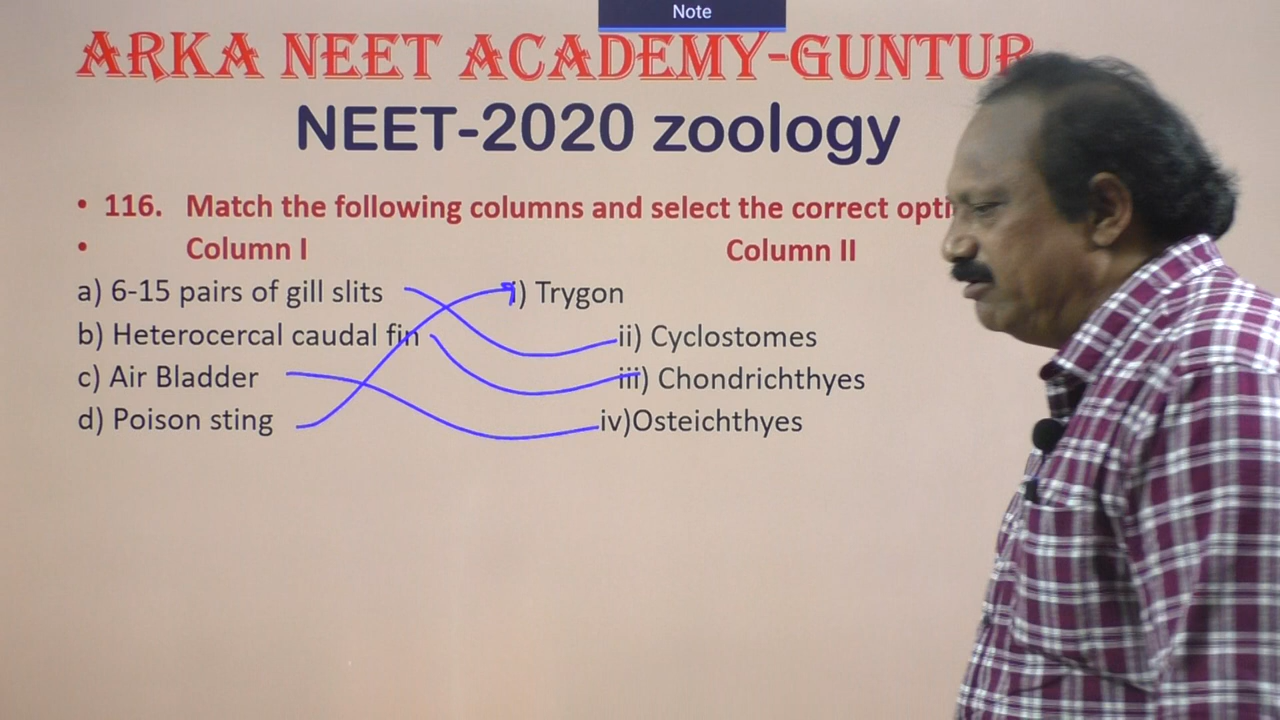 Note
ARKA NEET ACADEMY-GUNTUR
NEET-2020 zoology
• 116. Match the following columns and select the correct
• Column I Column II
a) 6-15 pairs of gill slits i) Trygon
b) Heterocercal caudal fin ii) Cyclostomes
c) Air Bladder iii) Chondrichthyes
d) Poison sting iv)Osteichthyes